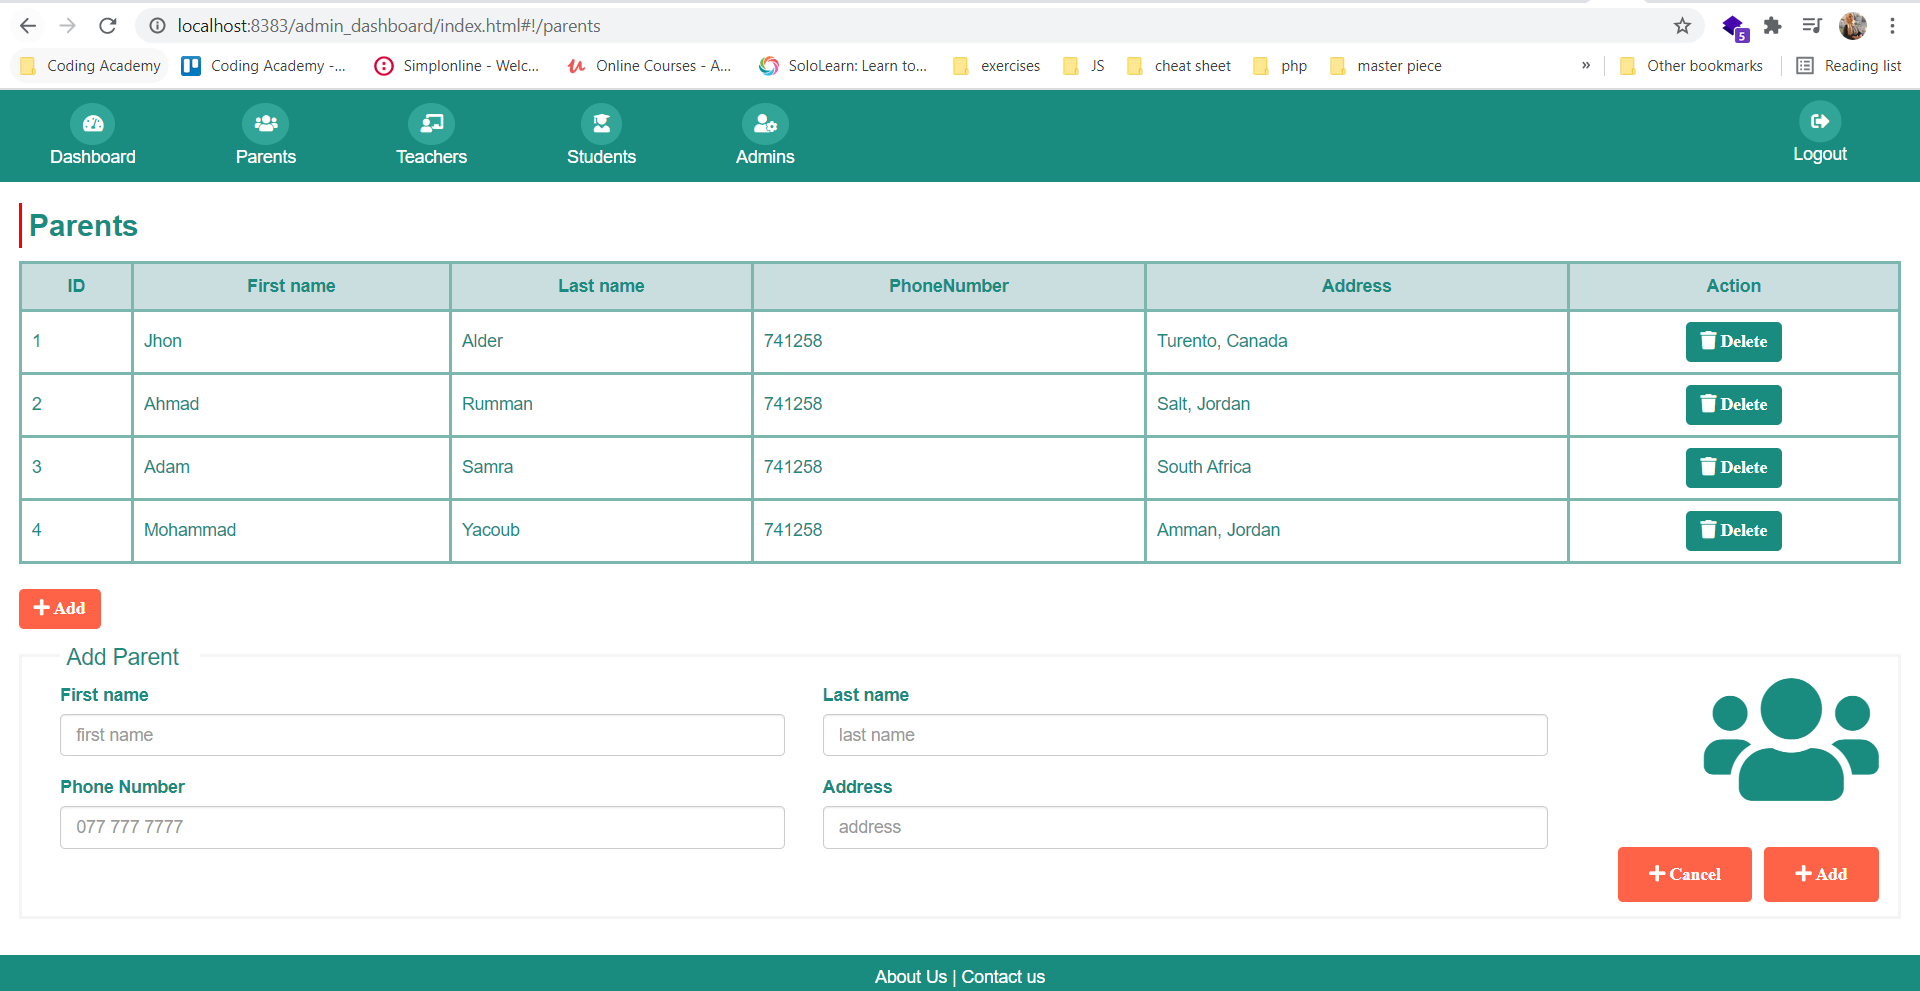 localhost:8383/admin_dashboard/index.html#!/parents
5
Coding Academy Coding Academy -... Simplonline - Welc... Online Courses - A... SoloLearn: Learn to... exercises JS cheat sheet php master piece » Other bookmarks Reading list
Dashboard Parents Teachers Students Admins Logout
Parents
ID First name Last name PhoneNumber Address Action
1 Jhon Alder 741258 Turento, Canada Delete
2 Ahmad Rumman 741258 Salt, Jordan Delete
3 Adam Samra 741258 South Africa Delete
4 Mohammad Yacoub 741258 Amman, Jordan Delete
Add
Add Parent
First name Last name
first name last name
Phone Number Address
077 777 7777 address
Cancel Add
About Us | Contact us